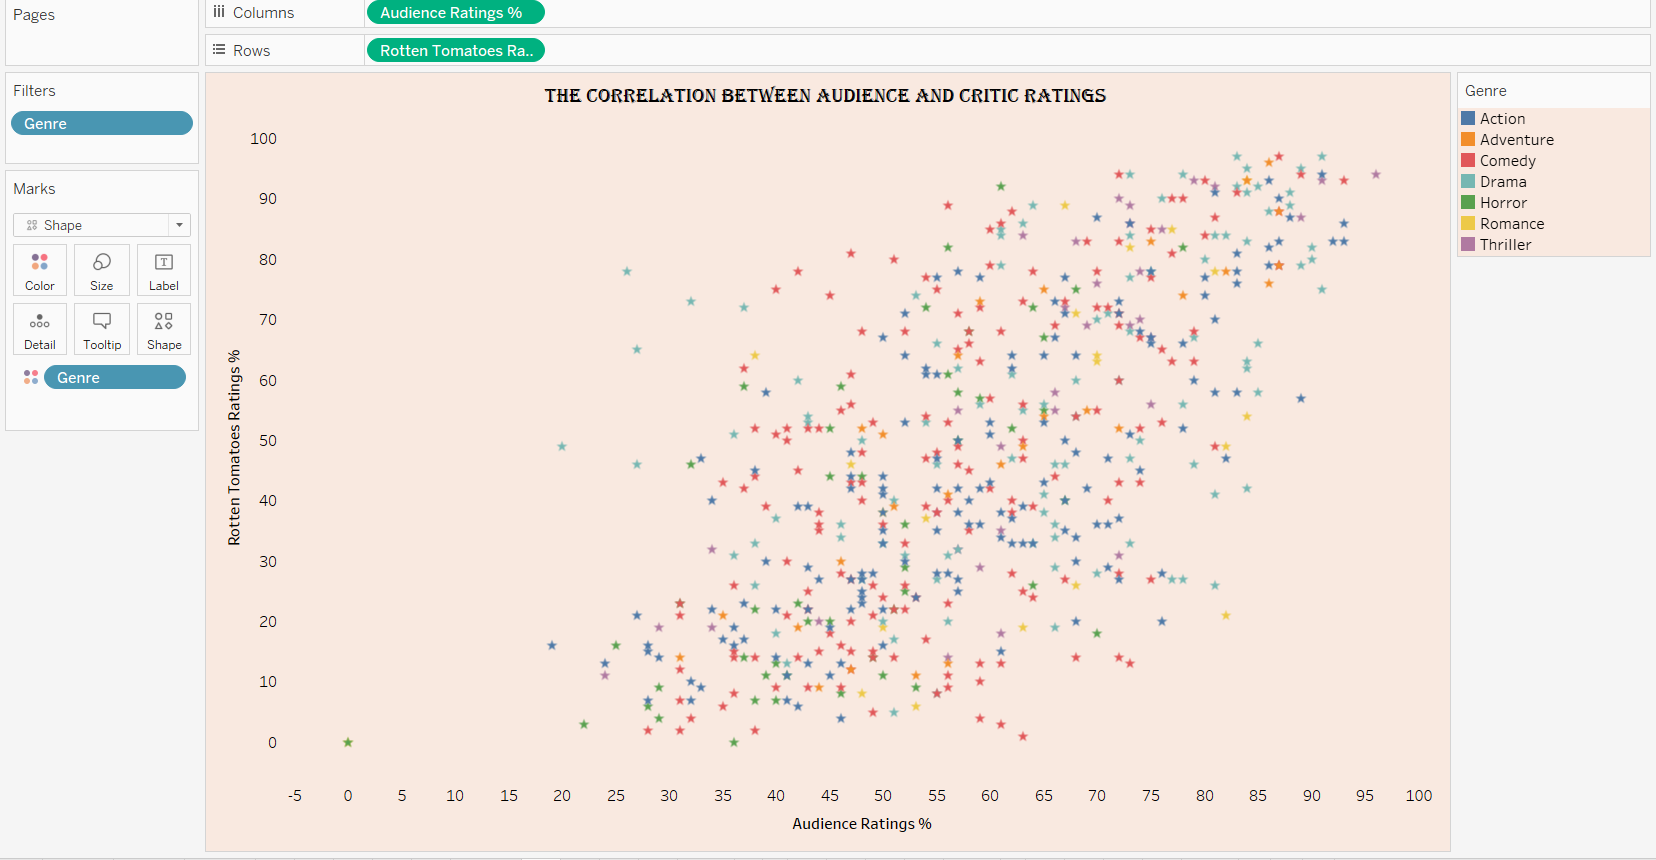 Pages
Columns
Audience Ratings %
Rows
Rotten Tomatoes Ra..
Filters
Genre
Marks
Shape
Color
Size
Label
Detail
Tooltip
Shape
Genre
THE CORRELATION BETWEEN AUDIENCE AND CRITIC RATINGS
Rotten Tomatoes Ratings %
100
90
80
70
60
50
40
30
20
10
0
-5 0 5 10 15 20 25 30 35 40 45 50 55 60 65 70 75 80 85 90 95 100
Audience Ratings %
Genre
Action
Adventure
Comedy
Drama
Horror
Romance
Thriller